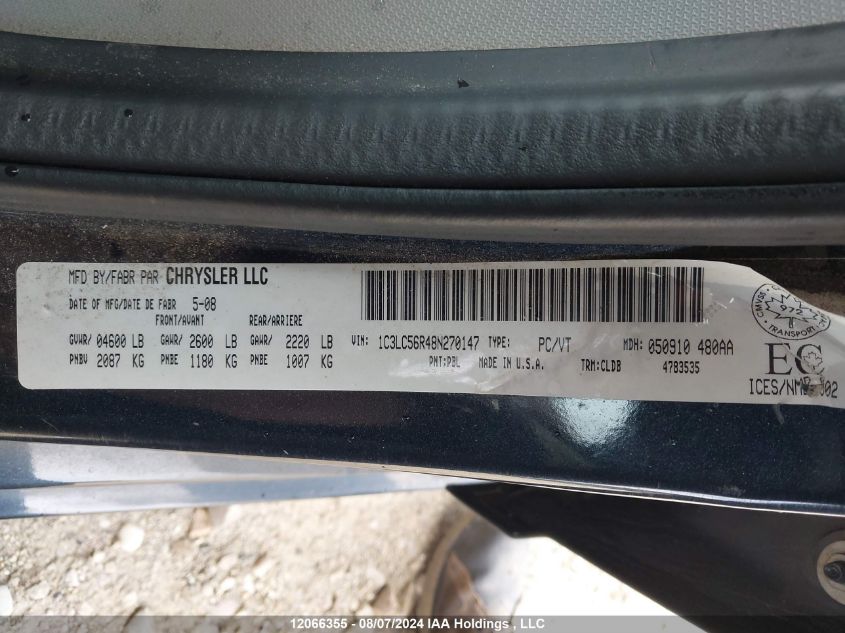 MFD BY/FABR PAR CHRYSLER LLC
DATE OF MFG/DATE DE FABR 5-08
FRONT/AVANT REAR/ARRIERE
GVWR/ 04600 LB GAWR/ 2600 LB GAWR/ 2220 LB
PNBV 2087 KG PNBE 1180 KG PNBE 1007 KG
VIN: 1C3LC56R48N270147 TYPE: PC/VT MDH: 050910 480AA
PNT: PBL MADE IN U.S.A. TRM:CLDB 4783535
CMVSS
972
TRANSPORT
EC
ICES/NMB-002
12066355 - 08/07/2024 IAA Holdings , LLC